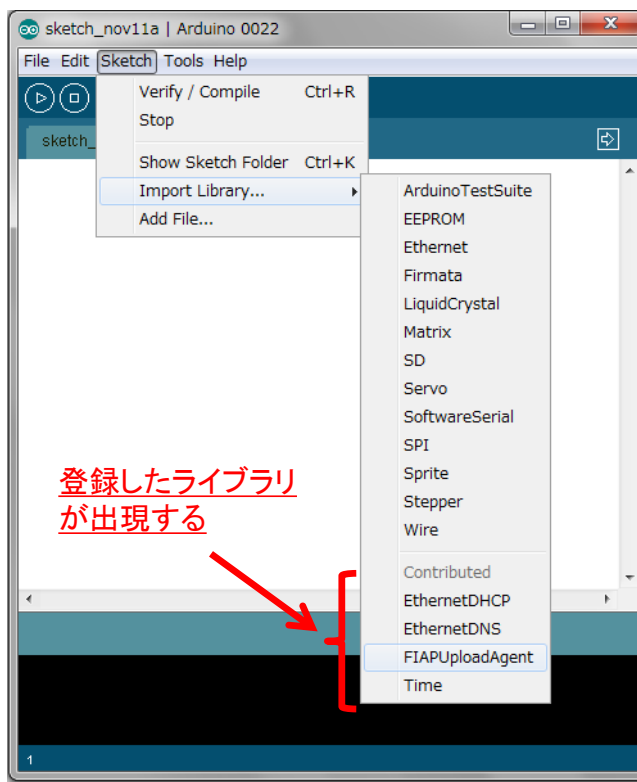 sketch_nov11a | Arduino 0022
File Edit Sketch Tools Help
Verify / Compile Ctrl+R
Stop
sketch_
Show Sketch Folder Ctrl+K
Import Library...
Add File...
ArduinoTestSuite
EEPROM
Ethernet
Firmata
LiquidCrystal
Matrix
SD
Servo
SoftwareSerial
SPI
Sprite
Stepper
Wire
Contributed
EthernetDHCP
EthernetDNS
FIAPUploadAgent
Time
登録したライブラリ
が出現する
1